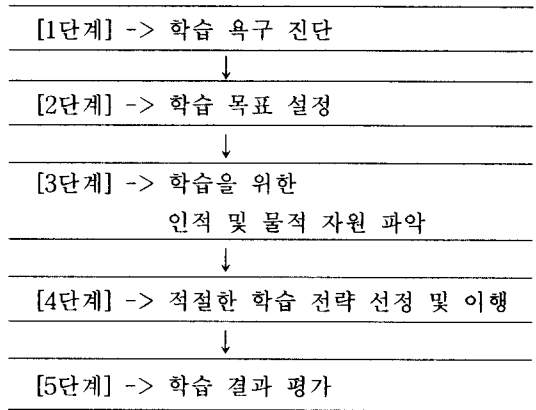 [1단계] -> 학습 욕구 진단
↓
[2단계] -> 학습 목표 설정
↓
[3단계] -> 학습을 위한
인적 및 물적 자원 파악
↓
[4단계] -> 적절한 학습 전략 선정 및 이행
↓
[5단계] -> 학습 결과 평가